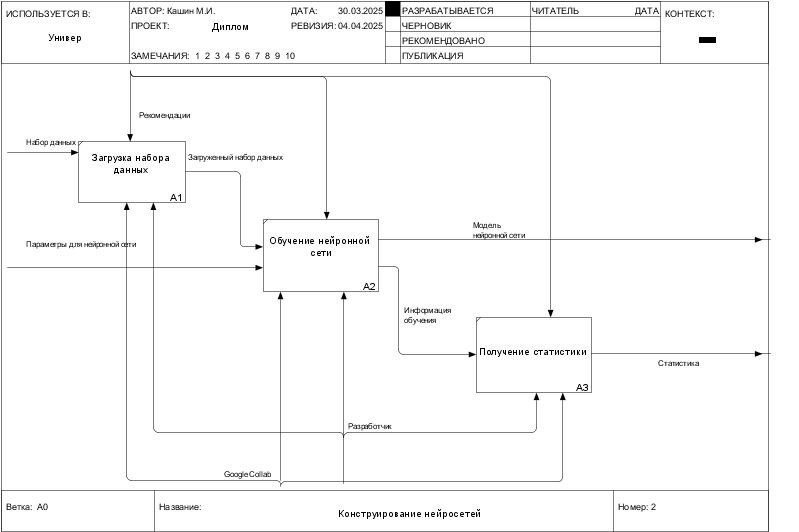 ИСПОЛЬЗУЕТСЯ В:
Универ
АВТОР: Кашин М.И.
ДАТА: 30.03.2025
ПРОЕКТ: Диплом
РЕВИЗИЯ: 04.04.2025
ЗАМЕЧАНИЯ: 1 2 3 4 5 6 7 8 9 10
РАЗРАБАТЫВАЕТСЯ
ЧЕРНОВИК
РЕКОМЕНДОВАНО
ПУБЛИКАЦИЯ
ЧИТАТЕЛЬ ДАТА
КОНТЕКСТ:
Рекомендации
Набор данных
Загрузка набора
данных
A1
Загруженный набор данных
Параметры для нейронной сети
Обучение нейронной
сети
A2
Модель
нейронной сети
Информация
обучения
Получение статистики
A3
Статистика
Разработчик
Google Collab
Ветка: A0
Название:
Конструирование нейросетей
Номер: 2